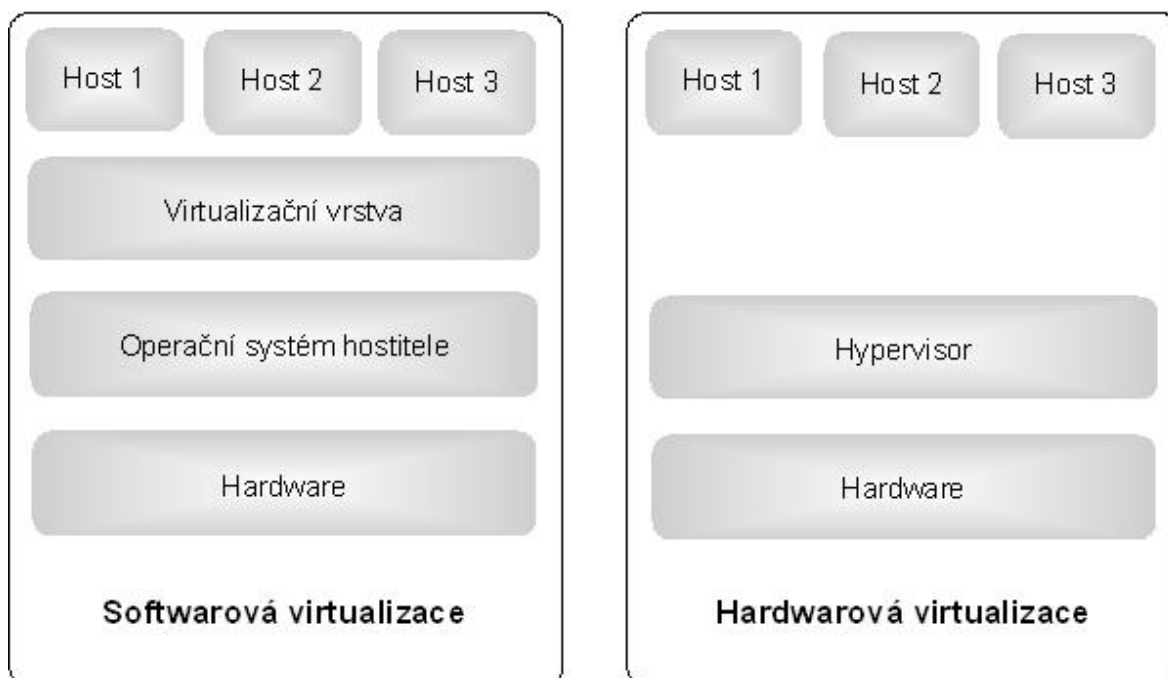 Host 1
Host 2
Host 3
Virtualizační vrstva
Operační systém hostitele
Hardware
Softwarová virtualizace
Host 1
Host 2
Host 3
Hypervisor
Hardware
Hardwarová virtualizace